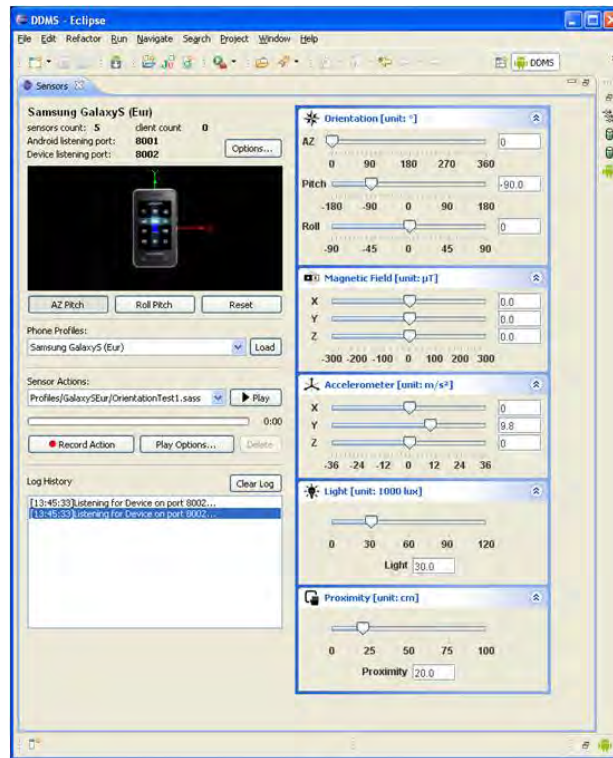 DDMS - Eclipse
File Edit Refactor Run Navigate Search Project Window Help
DDMS
Sensors
Samsung GalaxyS (Eur)
sensors count: 5 client count 0
Android listening port: 8001
Device listening port: 8002
Options...
AZ Pitch Roll Pitch Reset
Phone Profiles:
Samsung GalaxyS (Eur) Load
Sensor Actions:
Profiles/GalaxySEur/OrientationTest1.sass Play
0:00
Record Action Play Options... Delete
Log History Clear Log
[13:45:33]Listening for Device on port 8002...
[13:45:33]Listening for Device on port 8002...
Orientation [unit: °]
AZ 0
0 90 180 270 360
Pitch -90.0
-180 -90 0 90 180
Roll 0
-90 -45 0 45 90
Magnetic Field [unit: µT]
X 0.0
Y 0.0
Z 0.0
-300 -200 -100 0 100 200 300
Accelerometer [unit: m/s²]
X 0
Y 9.8
Z 0
-36 -24 -12 0 12 24 36
Light [unit: 1000 lux]
0 30 60 90 120
Light 30.0
Proximity [unit: cm]
0 25 50 75 100
Proximity 20.0